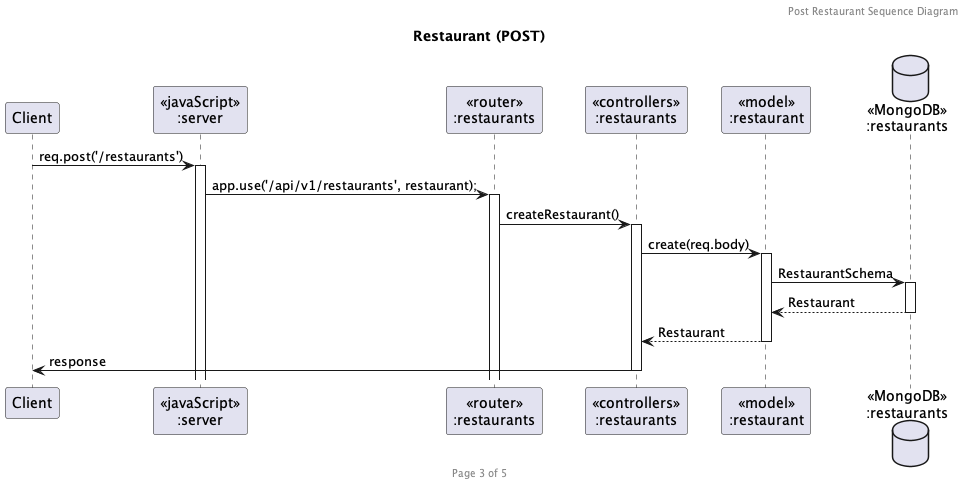 Post Restaurant Sequence Diagram
Restaurant (POST)
Client
«javaScript»
:server
«router»
:restaurants
«controllers»
:restaurants
«model»
:restaurant
«MongoDB»
:restaurants
req.post('/restaurants')
app.use('/api/v1/restaurants', restaurant);
createRestaurant()
create(req.body)
RestaurantSchema
Restaurant
Restaurant
response
Client
«javaScript»
:server
«router»
:restaurants
«controllers»
:restaurants
«model»
:restaurant
«MongoDB»
:restaurants
Page 3 of 5